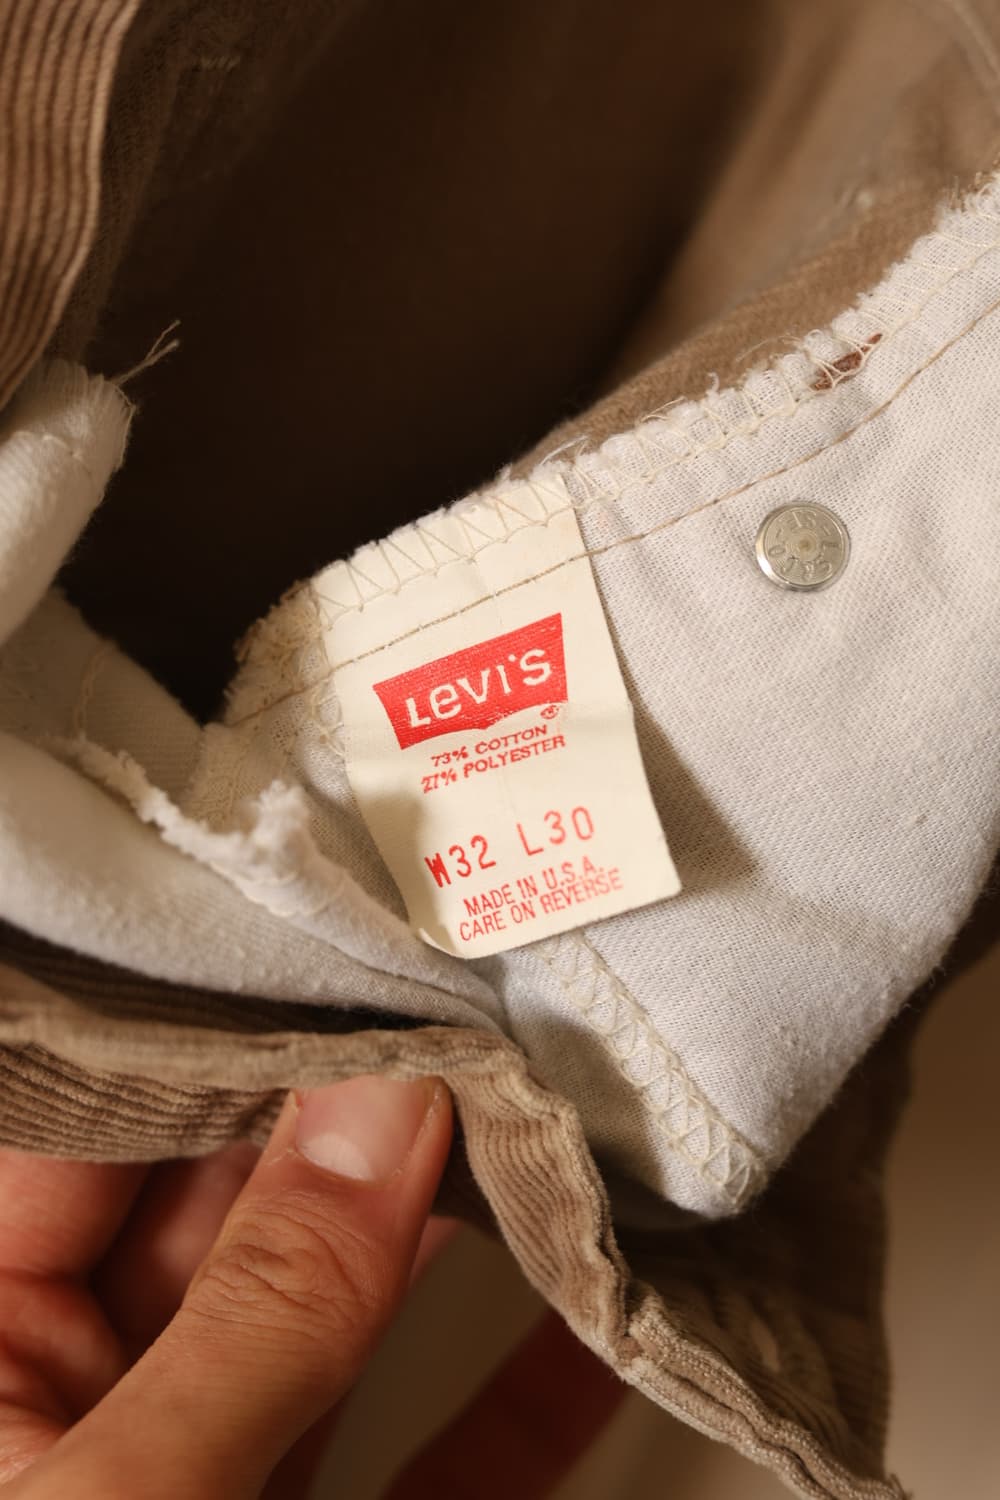 Levi's
®
73% COTTON
27% POLYESTER
W32 L30
MADE IN U.S.A.
CARE ON REVERSE